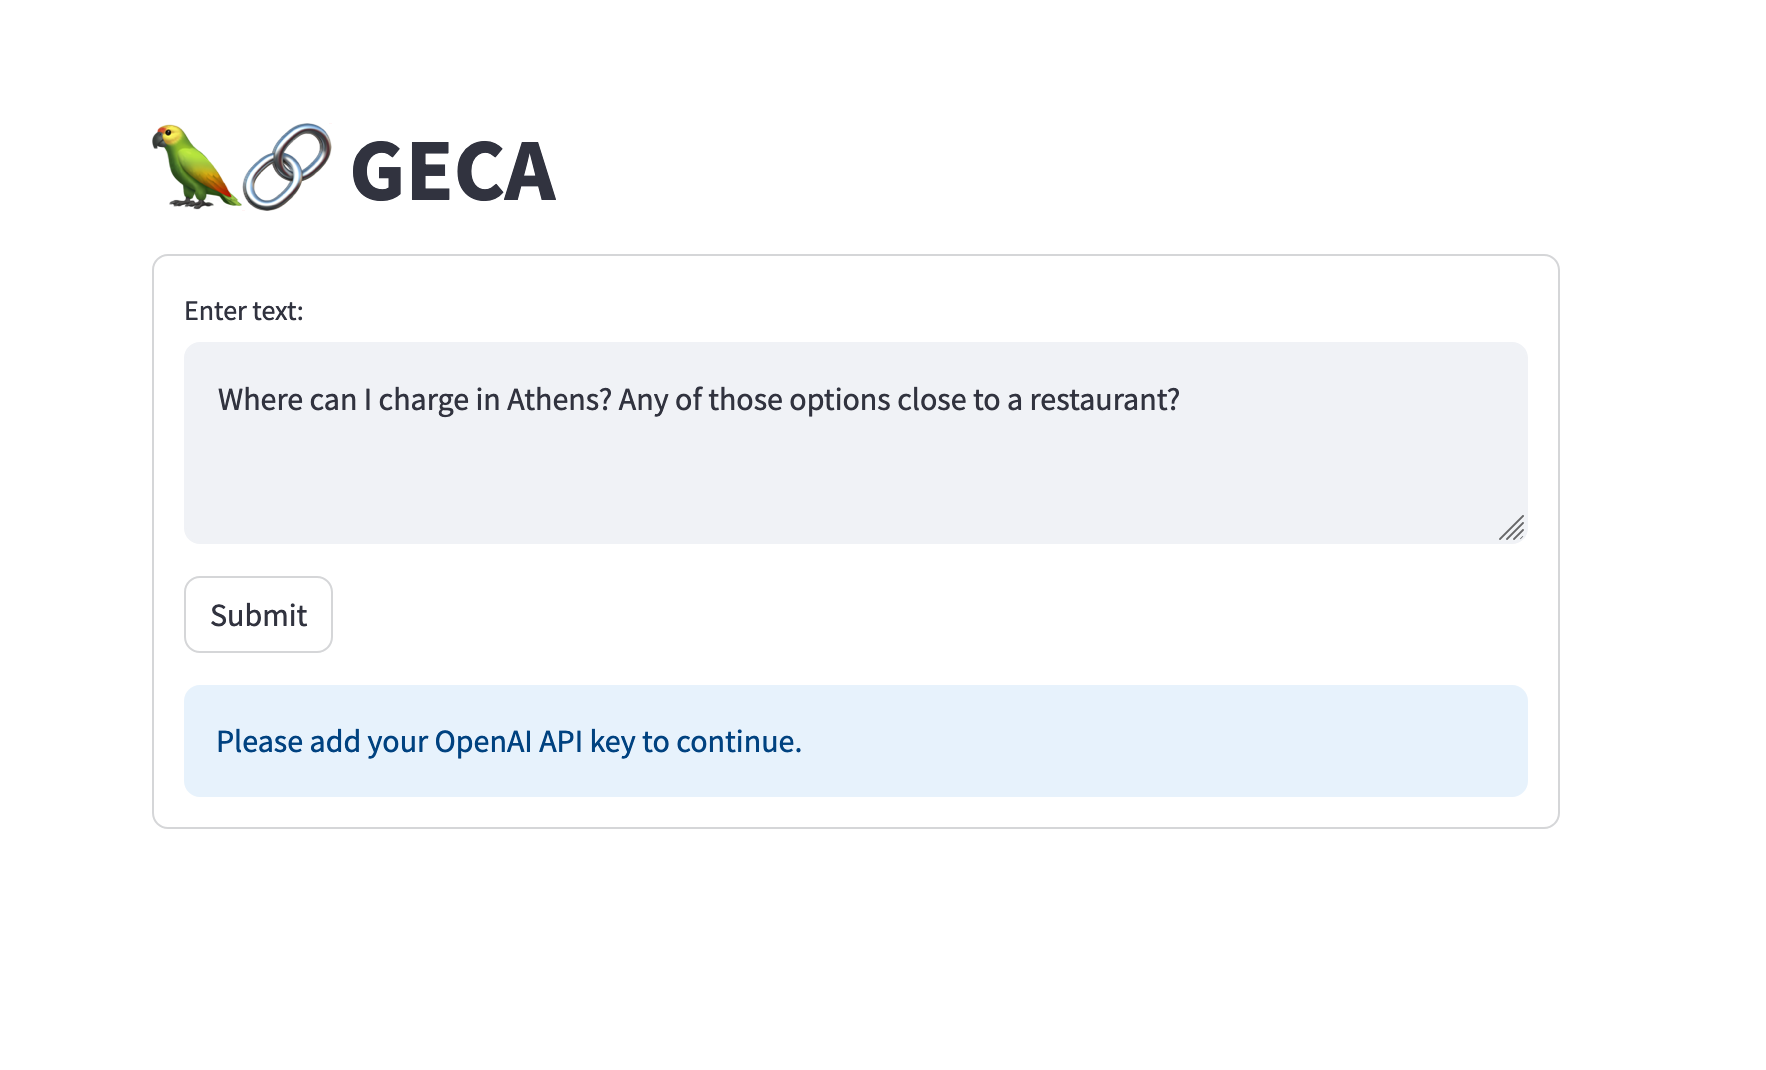 GECA
Enter text:
Where can I charge in Athens? Any of those options close to a restaurant?
Submit
Please add your OpenAI API key to continue.